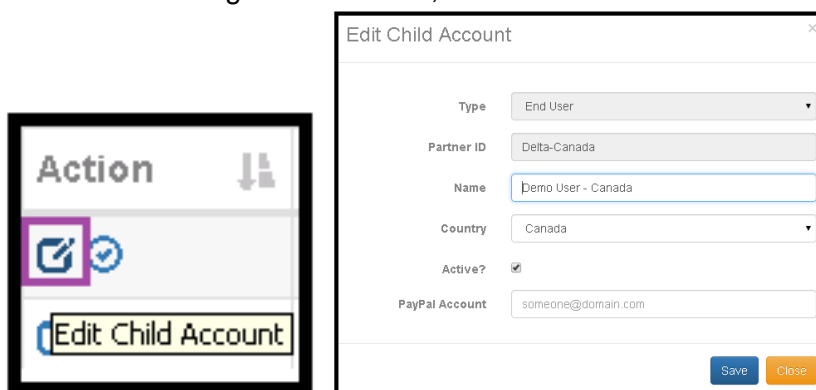 Action
Edit Child Account
Edit Child Account
×
Type End User
Partner ID Delta-Canada
Name Demo User - Canada
Country Canada
Active?
PayPal Account someone@domain.com
Save Close